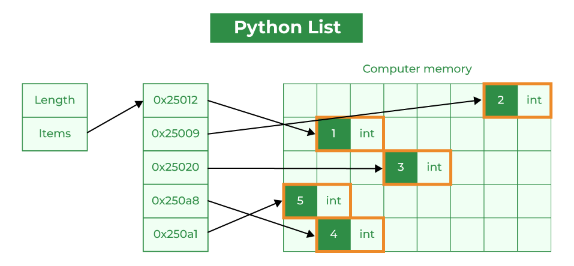 Python List
Computer memory
Length
Items
0x25012
0x25009
0x25020
0x250a8
0x250a1
2 int
1 int
3 int
5 int
4 int